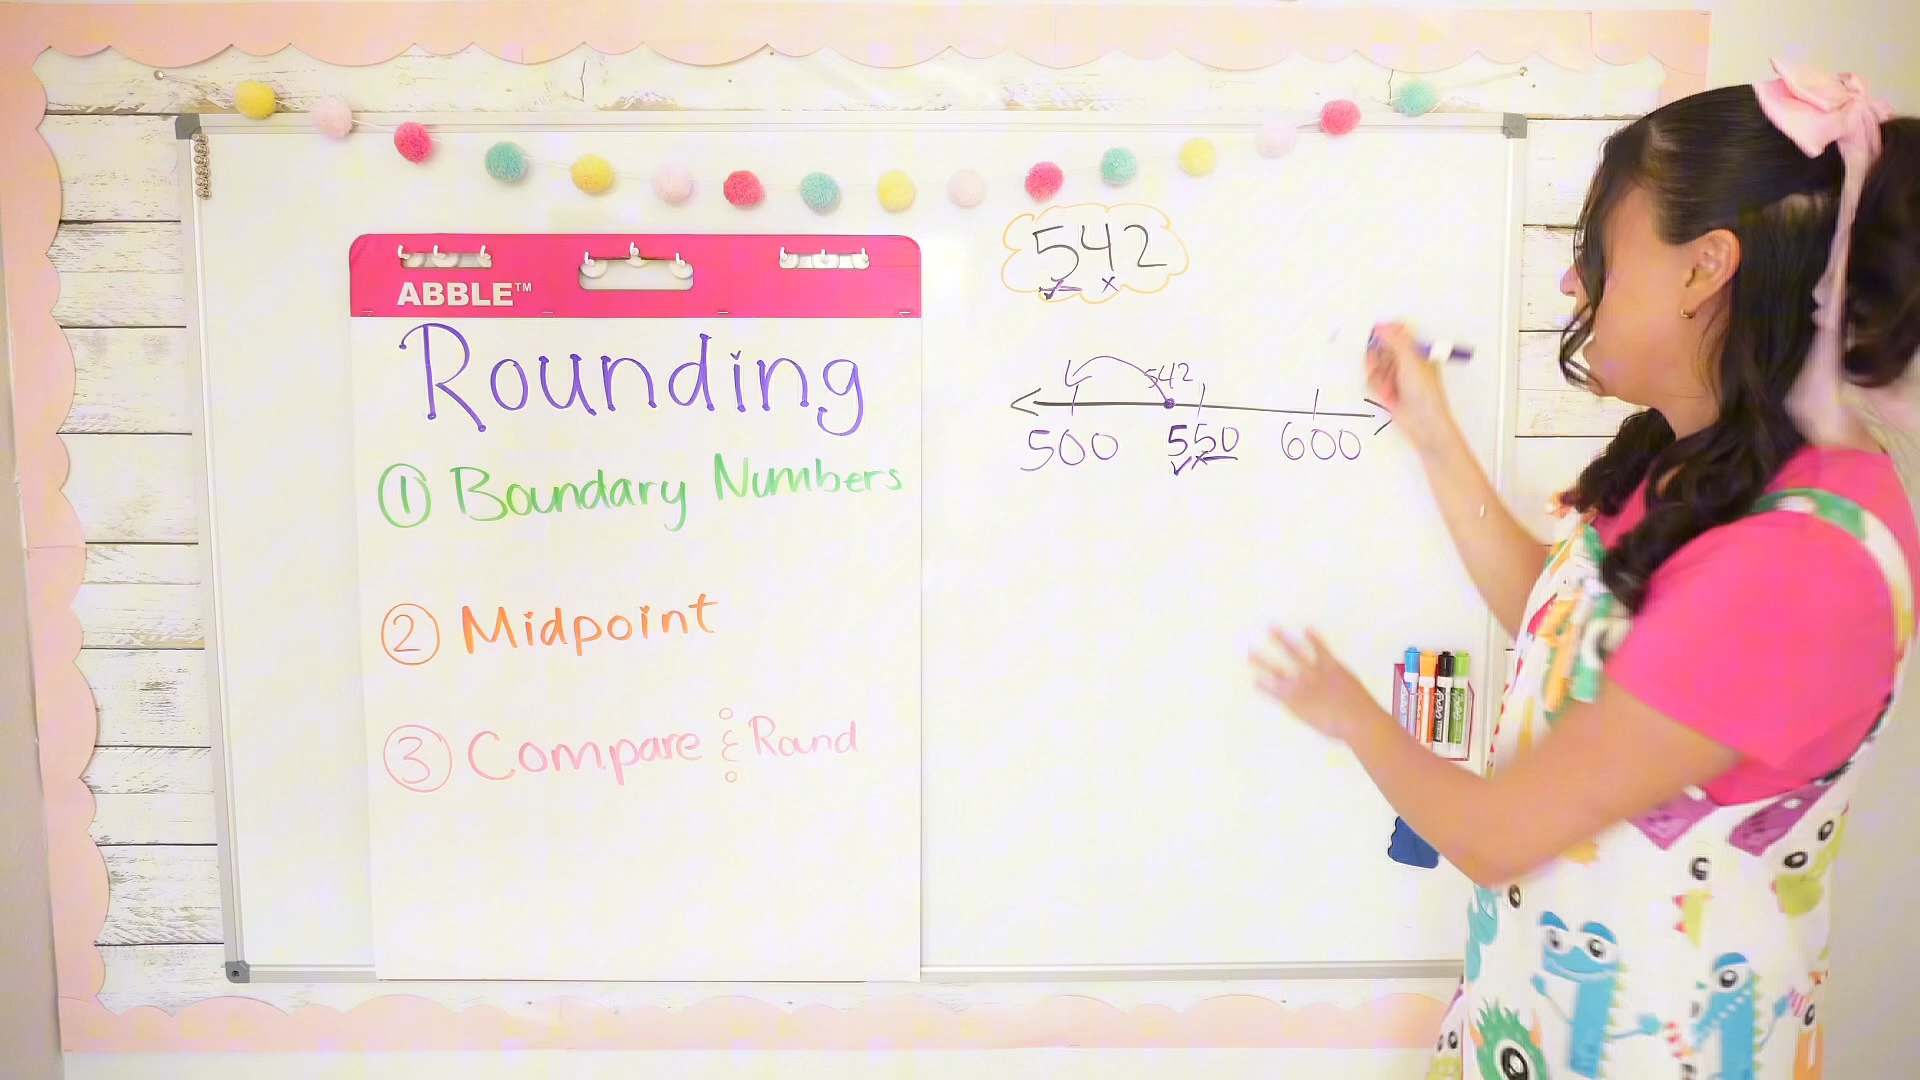 ABBLE™
Rounding
① Boundary Numbers
② Midpoint
③ Compare & Round
542
542
500 550 600